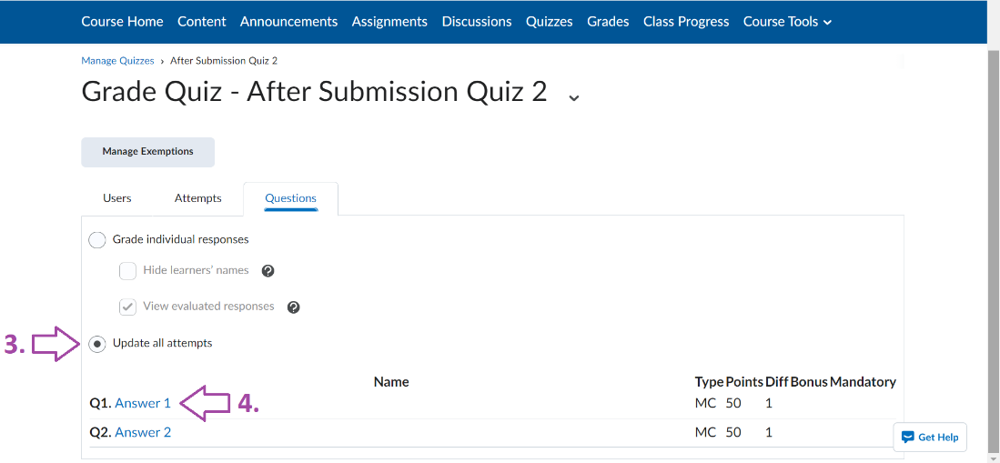 Course Home Content Announcements Assignments Discussions Quizzes Grades Class Progress Course Tools
Manage Quizzes › After Submission Quiz 2
Grade Quiz - After Submission Quiz 2
Manage Exemptions
Users Attempts Questions
Grade individual responses
Hide learners' names ?
View evaluated responses ?
3. Update all attempts
Name Type Points Diff Bonus Mandatory
Q1. Answer 1 4. MC 50 1
Q2. Answer 2 MC 50 1
Get Help